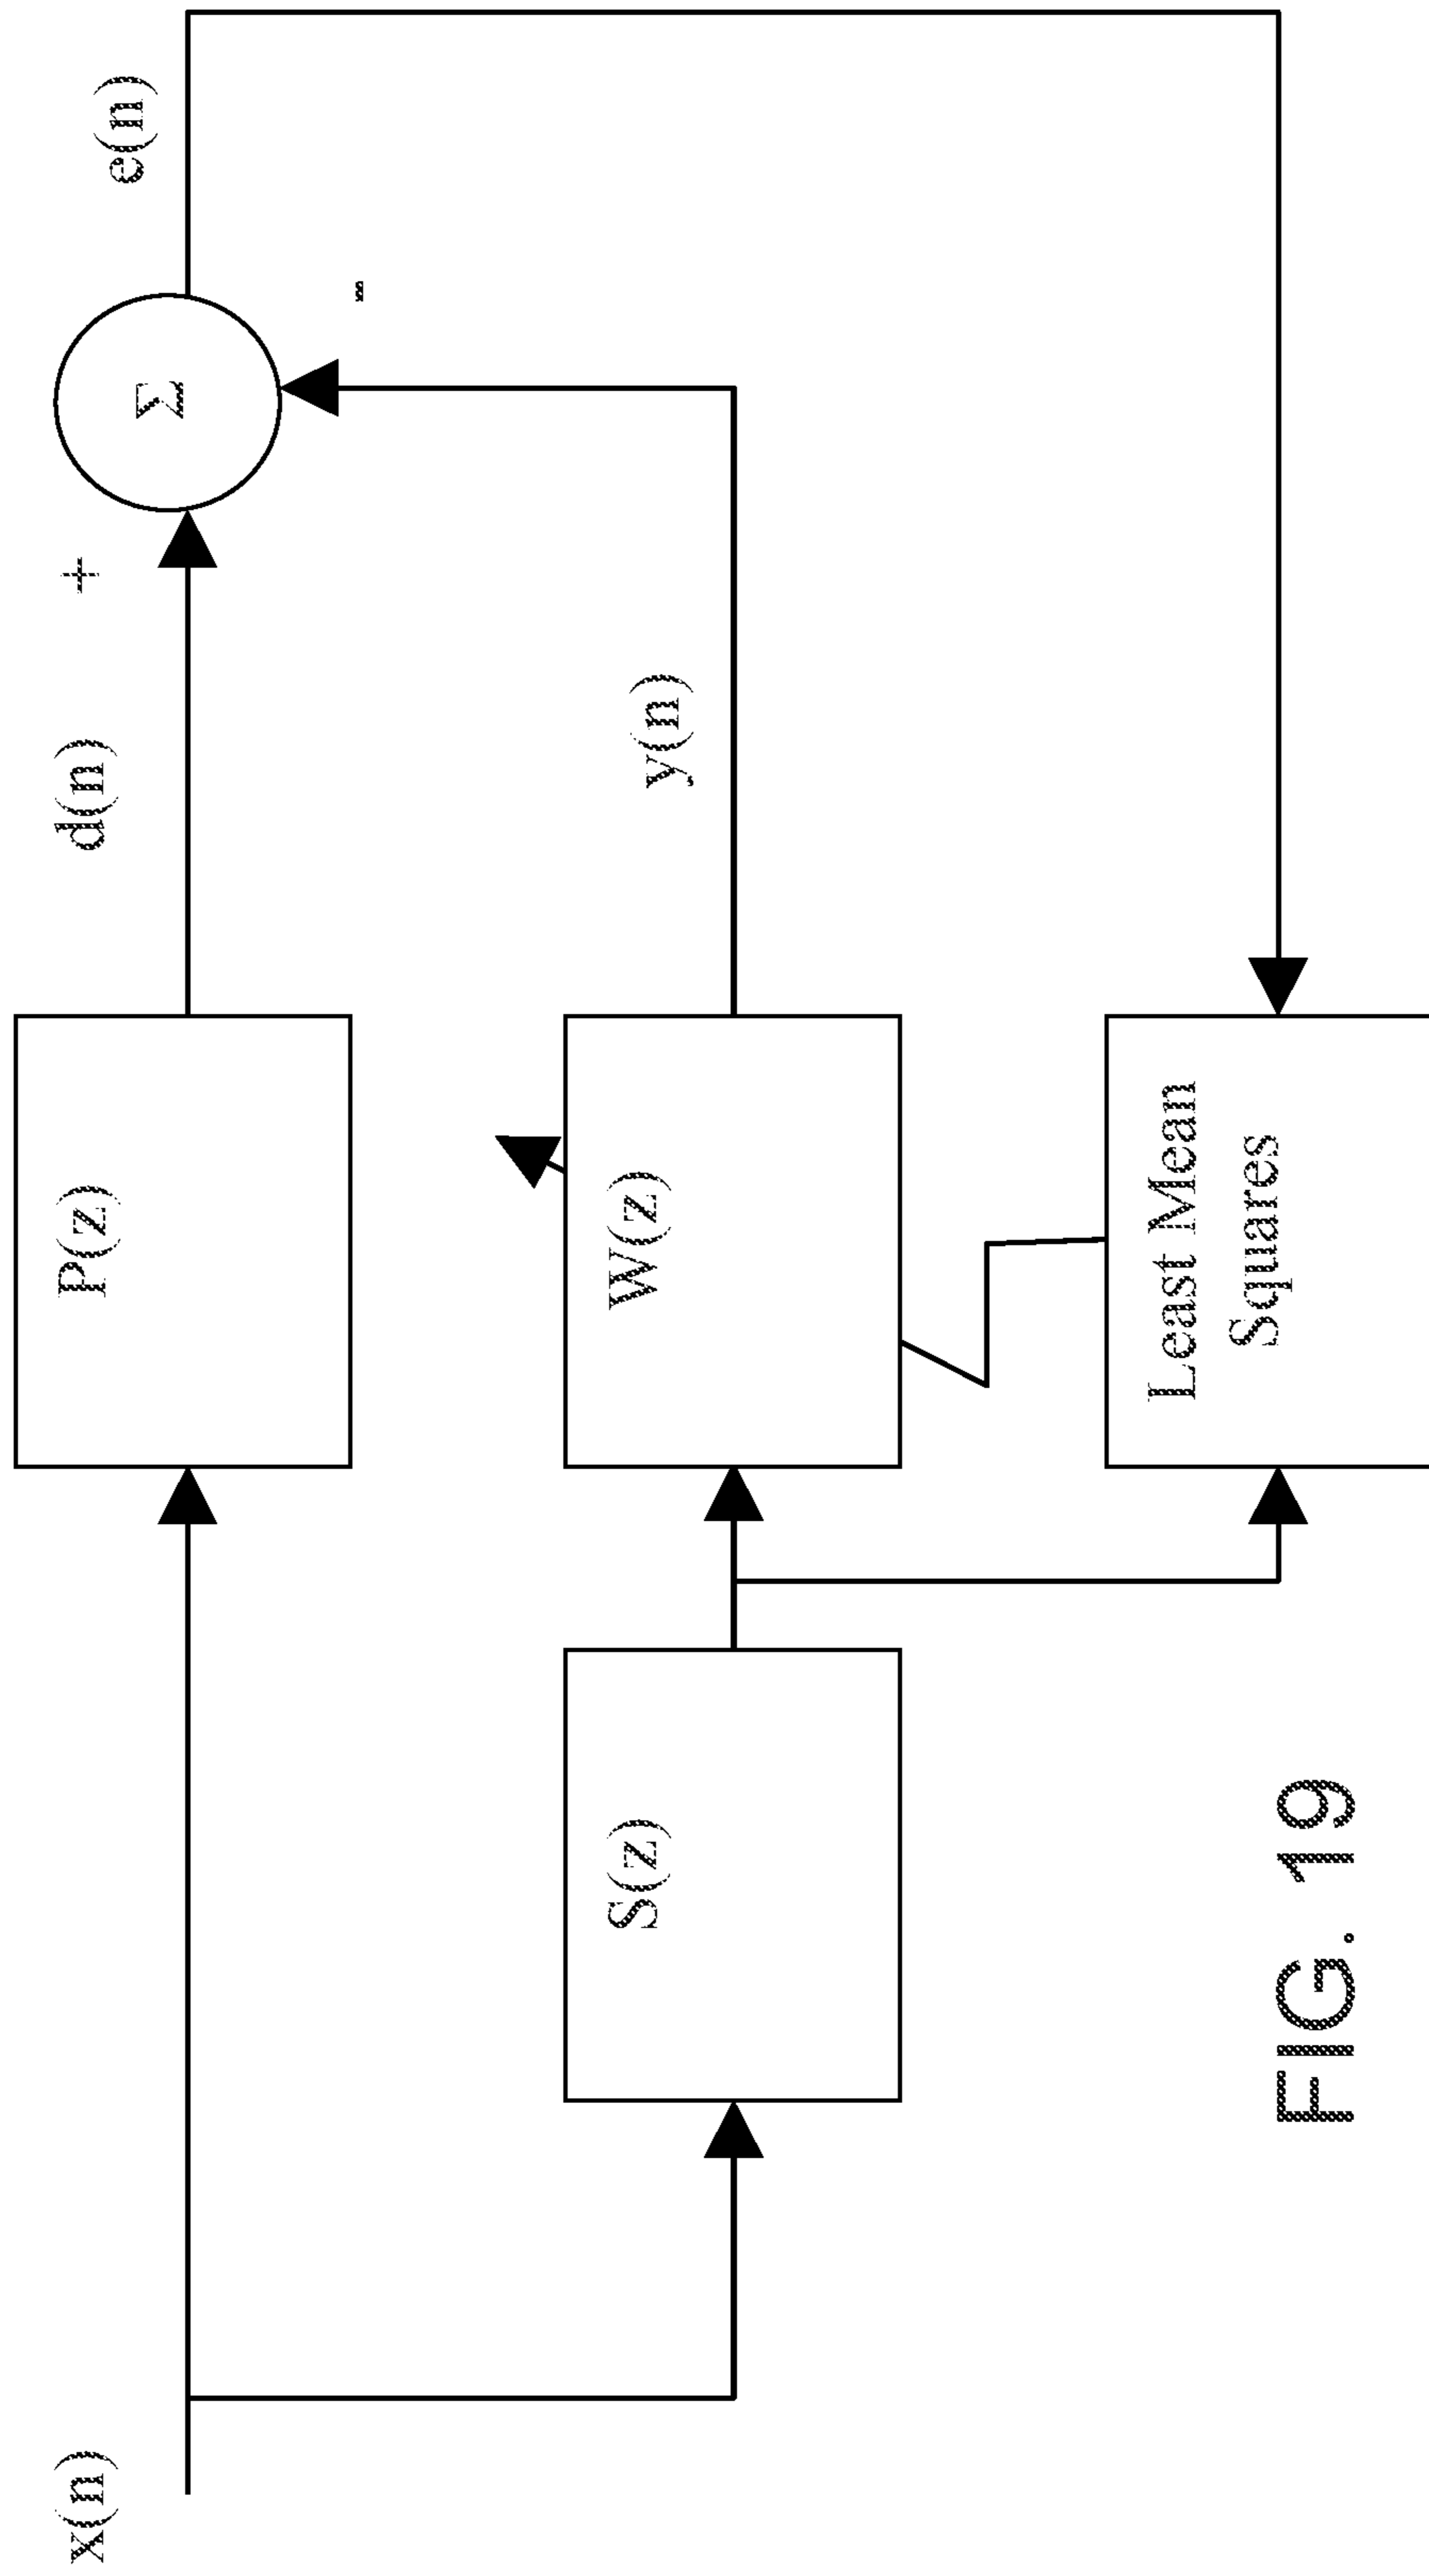 x(n)
P(z)
d(n)
+
Σ
e(n)
-
S(z)
W(z)
y(n)
Least Mean
Squares
FIG. 19